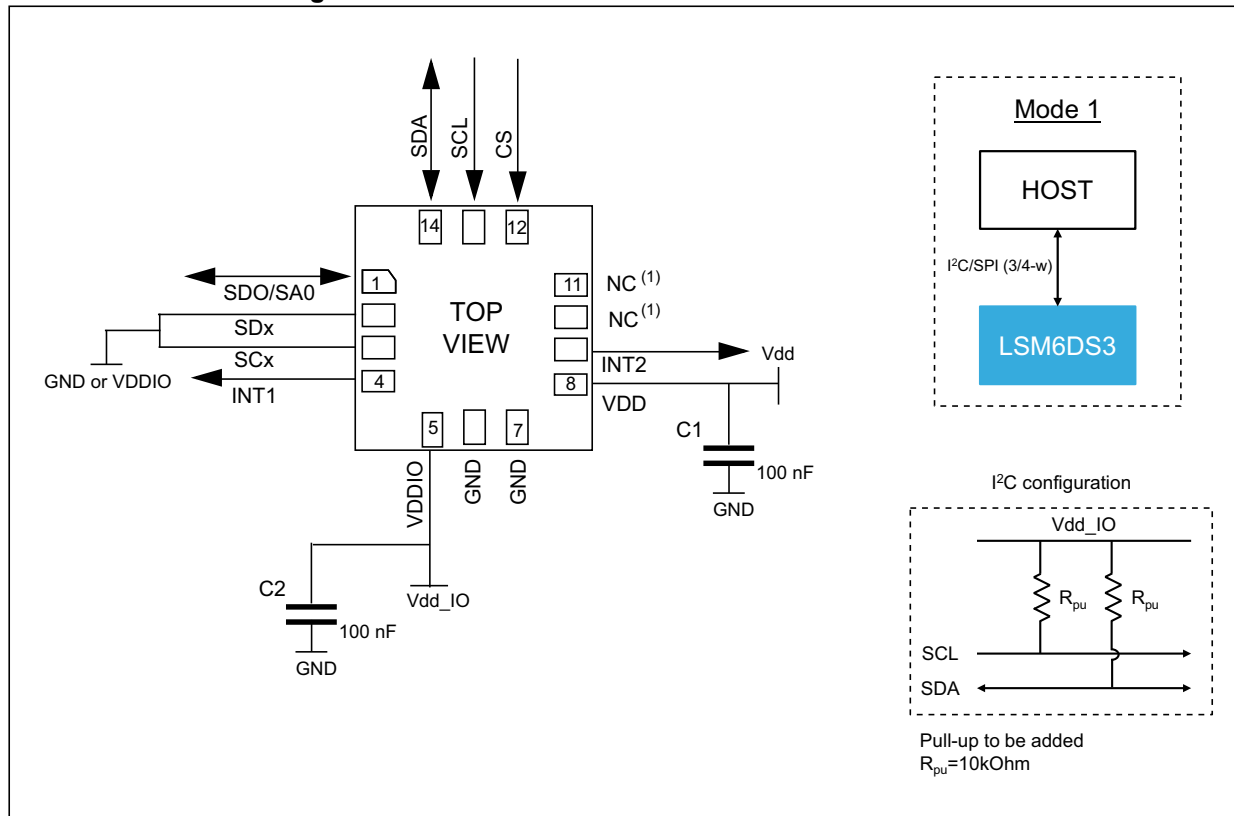 SDA
SCL
CS
14
12
1
SDO/SA0
SDx
SCx
GND or VDDIO
INT1
4
TOP
VIEW
11
NC (1)
NC (1)
INT2
Vdd
8
VDD
5
7
VDDIO
GND
GND
C1
100 nF
GND
C2
Vdd_IO
100 nF
GND
Mode 1
HOST
I²C/SPI (3/4-w)
LSM6DS3
I²C configuration
Vdd_IO
Rpu
Rpu
SCL
SDA
Pull-up to be added
Rpu=10kOhm